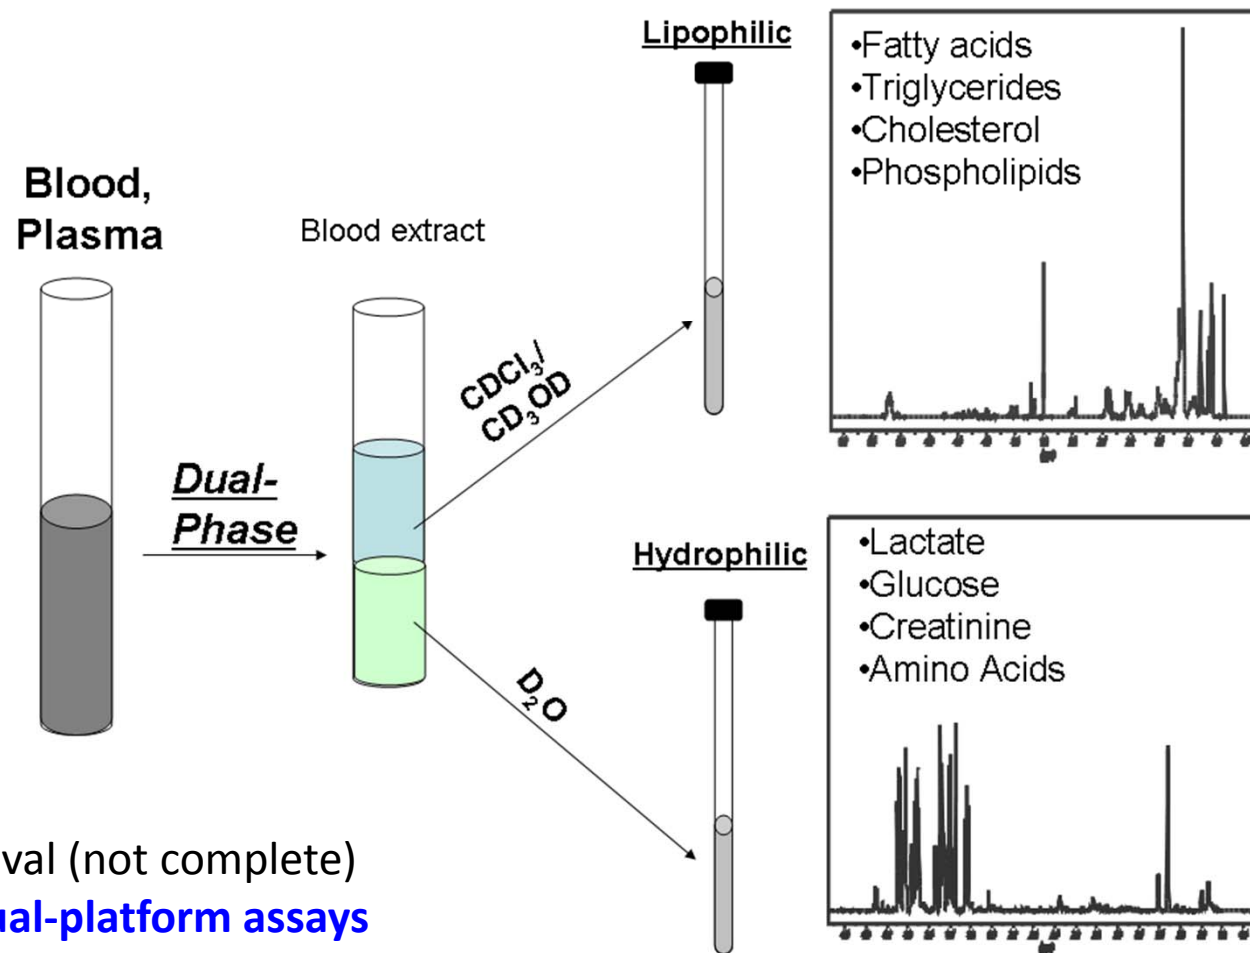 Lipophilic
•Fatty acids
•Triglycerides
•Cholesterol
•Phospholipids
Blood,
Plasma
Blood extract
CDCl₃/
CD₃OD
Dual-
Phase
Hydrophilic
•Lactate
•Glucose
•Creatinine
•Amino Acids
D₂O
val (not complete)
ual-platform assays